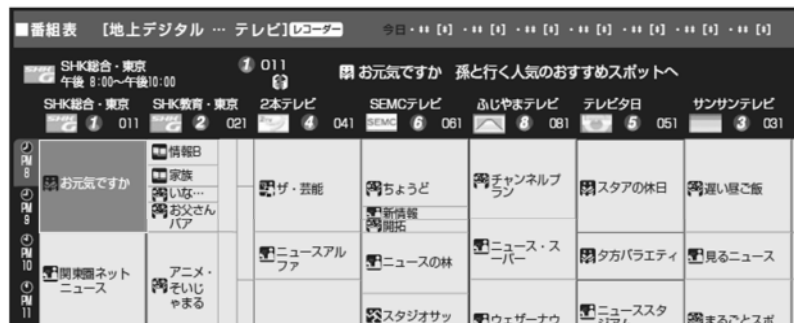 ■番組表 [地上デジタル … テレビ]レコーダー 今日
SHK総合・東京 1 011 お元気ですか 孫と行く人気のおすすめスポットへ
午後 8:00～午後10:00
SHK総合・東京 SHK教育・東京 2本テレビ SEMCテレビ ふじやまテレビ テレビ夕日 サンサンテレビ
1 011 2 021 4 041 SEMC 6 061 8 081 5 051 3 031
PM 8
PM 9
PM 10
PM 11
お元気ですか
関東圏ネット
ニュース
情報B
家族
いな…
お父さん
バア
アニメ・
そいじ
ゃまる
ザ・芸能
ニュースアル
ファ
ちょうど
新情報
開拓
ニュースの林
スタジオサッ
チャンネルプ
ラン
ニュース・ス
ーパー
ウェザーナウ
スタアの休日
夕方バラエティ
ニューススタ
ジアム
遅い昼ご飯
見るニュース
まるごとスポ